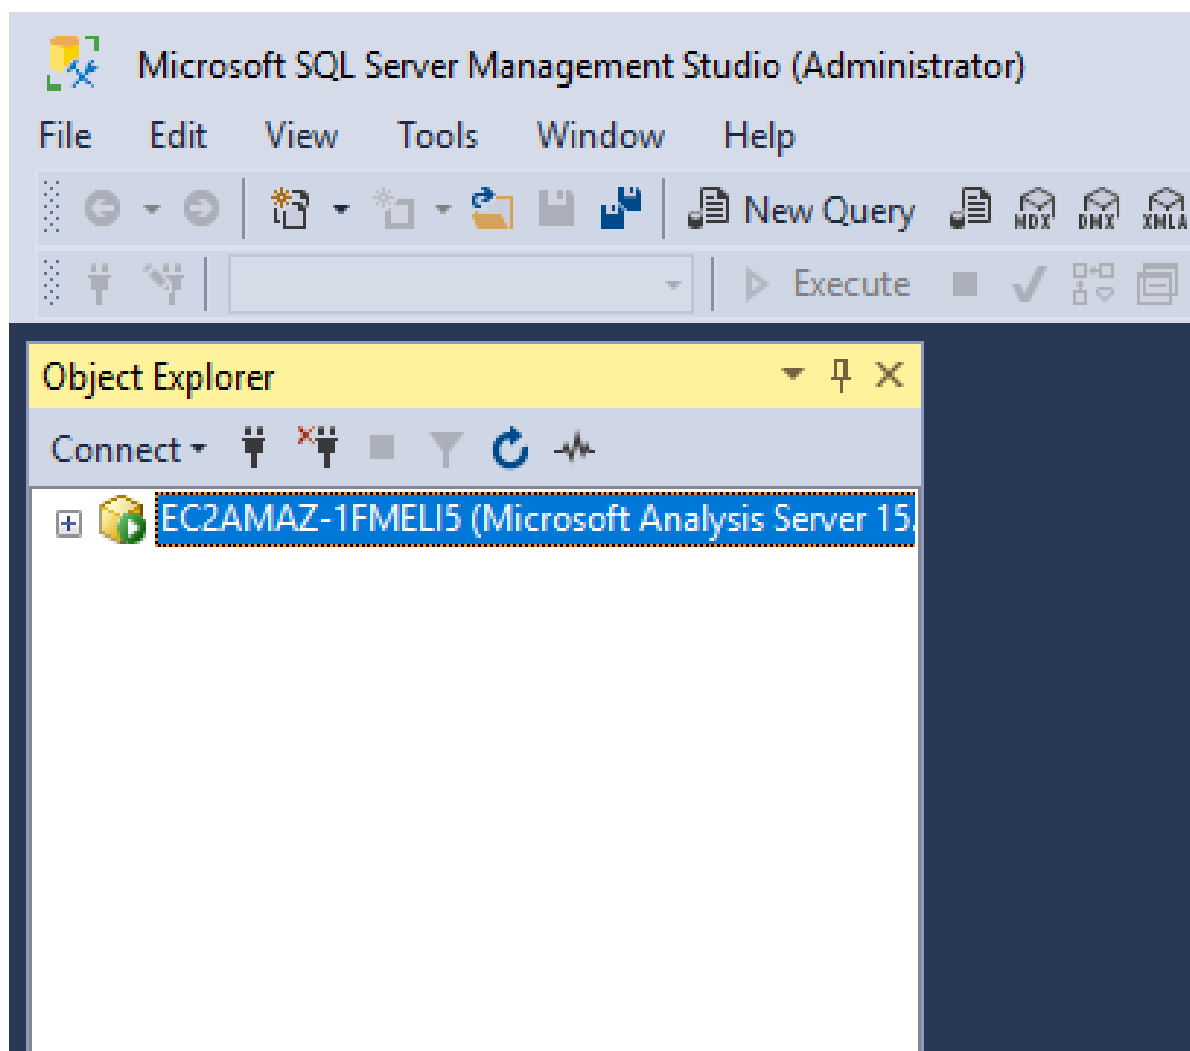 Microsoft SQL Server Management Studio (Administrator)
File Edit View Tools Window Help
New Query MDX DMX XMLA
Execute
Object Explorer
Connect
EC2AMAZ-1FMELI5 (Microsoft Analysis Server 15.